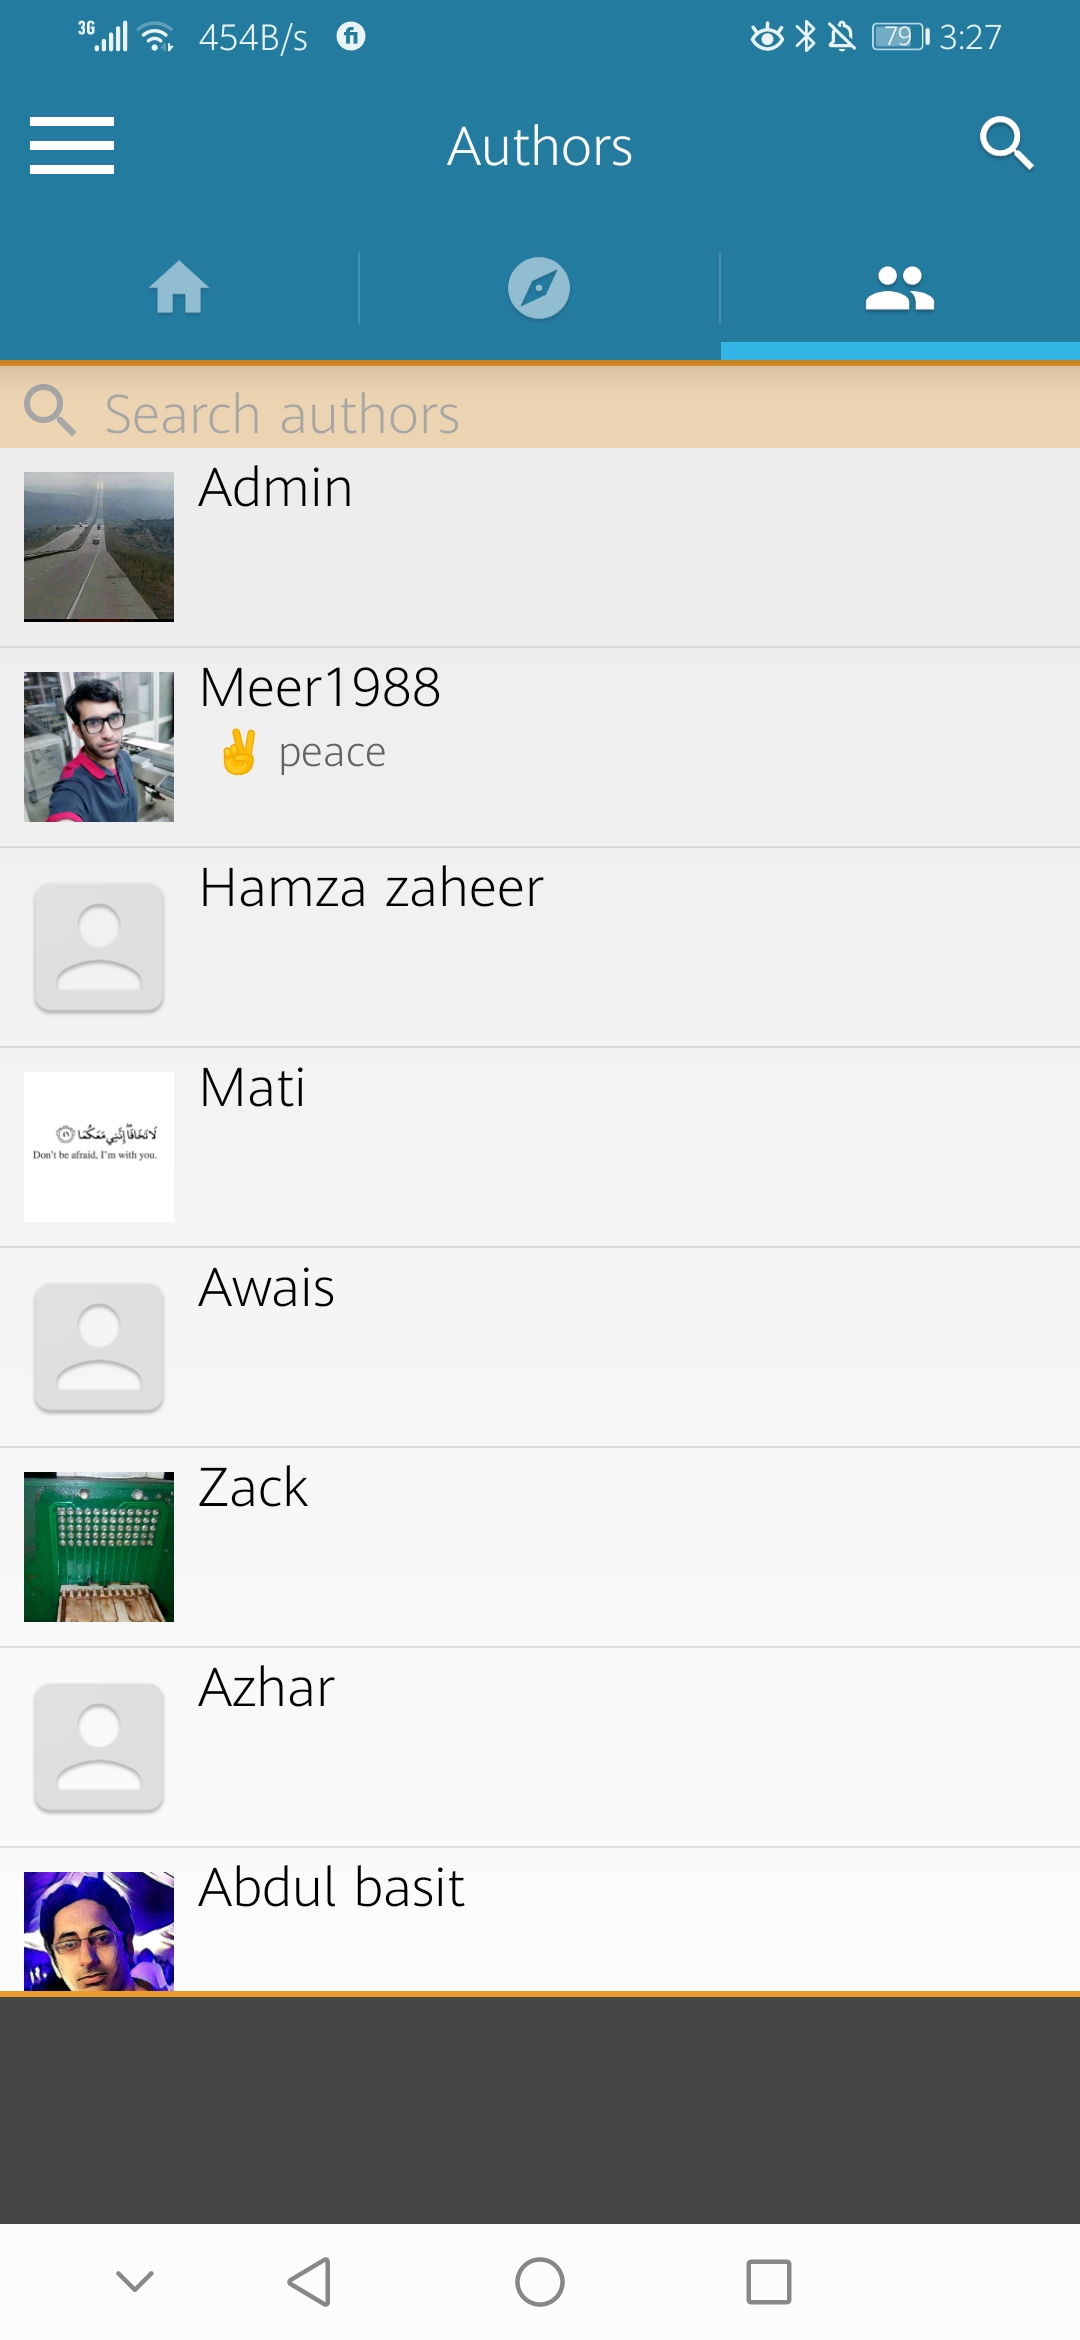 3G 454B/s 79 3:27
Authors
Search authors
Admin
Meer1988
✌ peace
Hamza zaheer
Mati
لَا تَخَافَا إِنَّنِي مَعَكُمَا ٤٦
Don't be afraid, I'm with you.
Awais
Zack
Azhar
Abdul basit